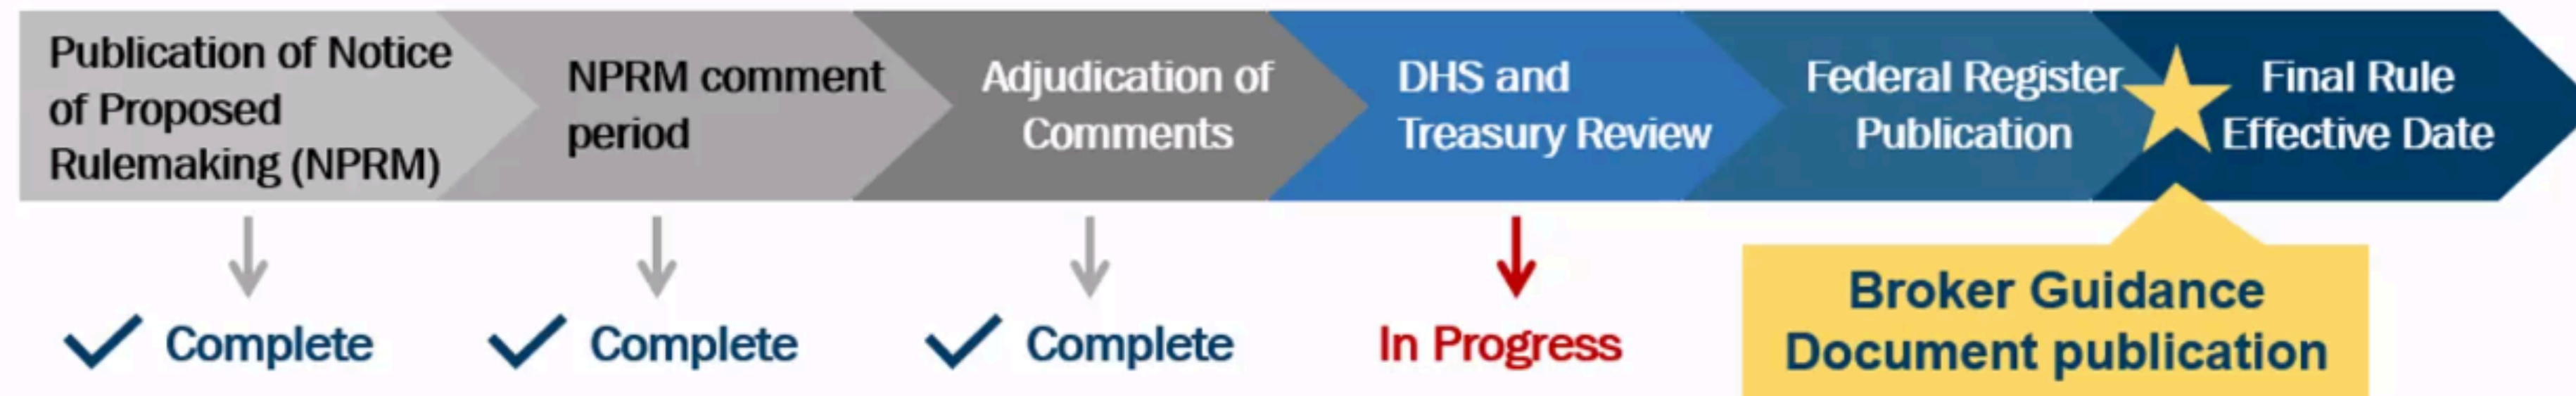 Publication of Notice
of Proposed
Rulemaking (NPRM)
NPRM comment
period
Adjudication of
Comments
DHS and
Treasury Review
Federal Register
Publication
Final Rule
Effective Date
Complete
Complete
Complete
In Progress
Broker Guidance
Document publication